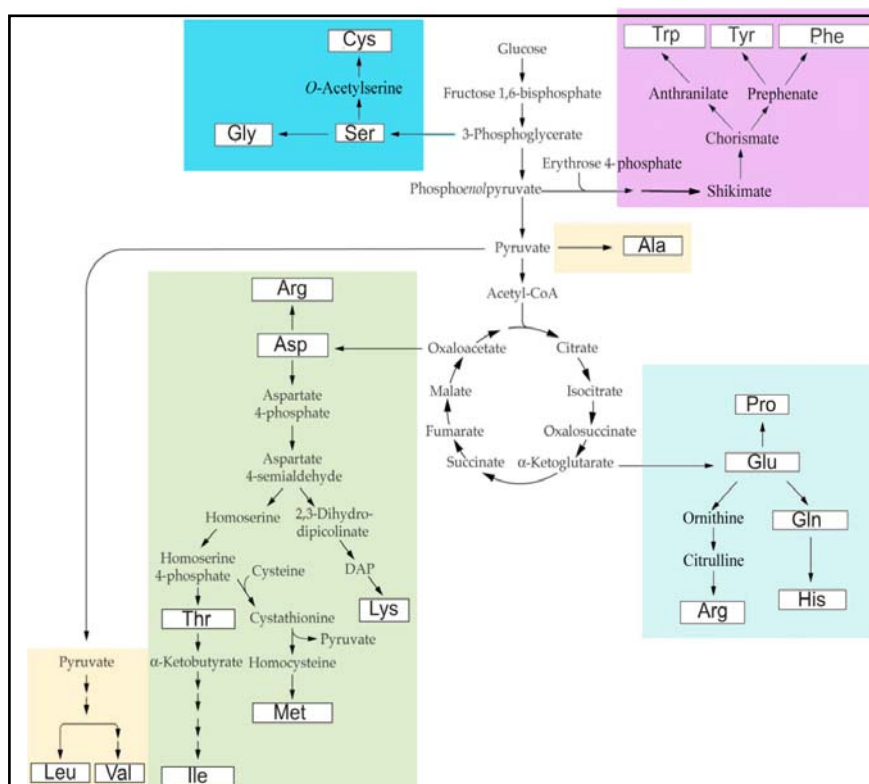 Cys
O-Acetylserine
Gly
Ser
Glucose
Fructose 1,6-bisphosphate
3-Phosphoglycerate
Erythrose 4-phosphate
Phosphoenolpyruvate
Trp
Tyr
Phe
Anthranilate
Prephenate
Chorismate
Shikimate
Pyruvate
Ala
Acetyl-CoA
Oxaloacetate
Citrate
Malate
Isocitrate
Fumarate
Oxalosuccinate
Succinate
α-Ketoglutarate
Arg
Asp
Aspartate
4-phosphate
Aspartate
4-semialdehyde
Homoserine
2,3-Dihydro-
dipicolinate
Homoserine
4-phosphate
Cysteine
DAP
Thr
Cystathionine
Lys
Pyruvate
α-Ketobutyrate
Homocysteine
Met
Ile
Pyruvate
Leu
Val
Pro
Glu
Ornithine
Gln
Citrulline
Arg
His